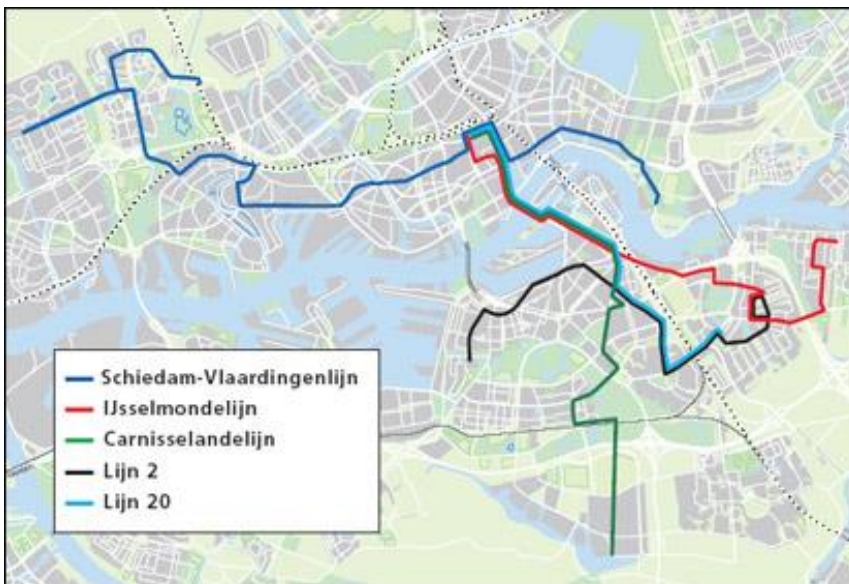 Schiedam-Vlaardingenlijn
IJsselmondelijn
Carnisselandelijn
Lijn 2
Lijn 20